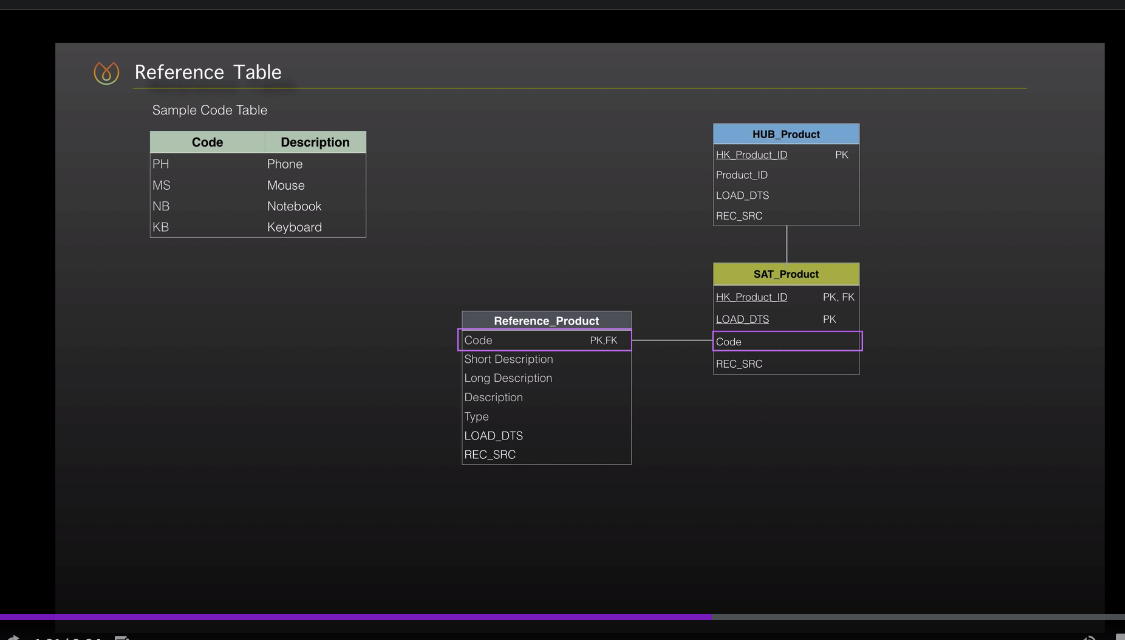 Reference Table
Sample Code Table
Code Description
PH Phone
MS Mouse
NB Notebook
KB Keyboard
HUB_Product
HK_Product_ID PK
Product_ID
LOAD_DTS
REC_SRC
SAT_Product
HK_Product_ID PK, FK
LOAD_DTS PK
Code
REC_SRC
Reference_Product
Code PK,FK
Short Description
Long Description
Description
Type
LOAD_DTS
REC_SRC